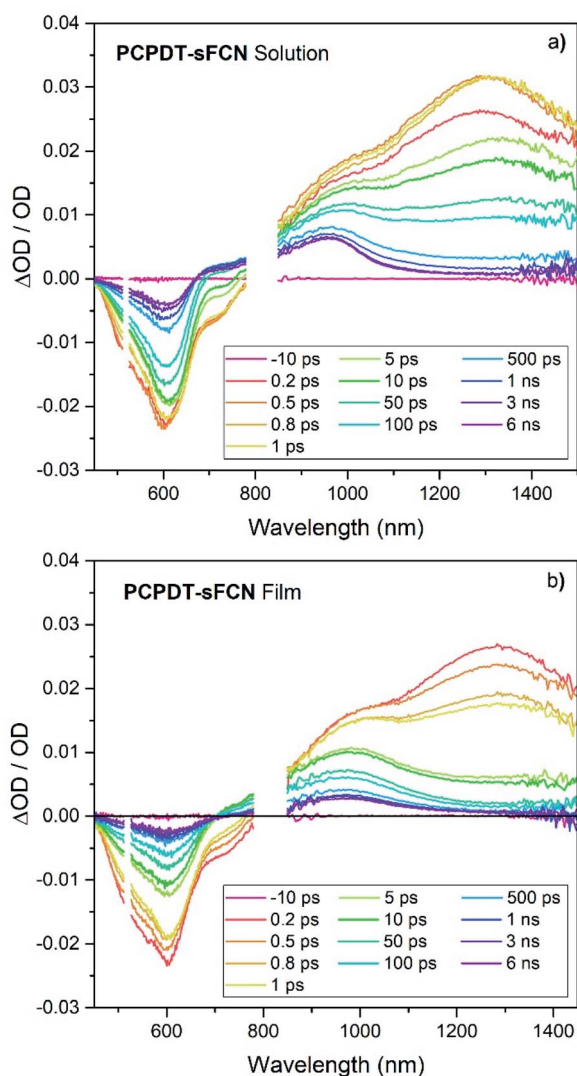 a)
PCPDT-sFCN Solution
0.04
0.03
0.02
0.01
0.00
-0.01
-0.02
-0.03
ΔOD / OD
-10 ps 5 ps 500 ps
0.2 ps 10 ps 1 ns
0.5 ps 50 ps 3 ns
0.8 ps 100 ps 6 ns
1 ps
600 800 1000 1200 1400
Wavelength (nm)
b)
PCPDT-sFCN Film
0.04
0.03
0.02
0.01
0.00
-0.01
-0.02
-0.03
ΔOD / OD
-10 ps 5 ps 500 ps
0.2 ps 10 ps 1 ns
0.5 ps 50 ps 3 ns
0.8 ps 100 ps 6 ns
1 ps
600 800 1000 1200 1400
Wavelength (nm)